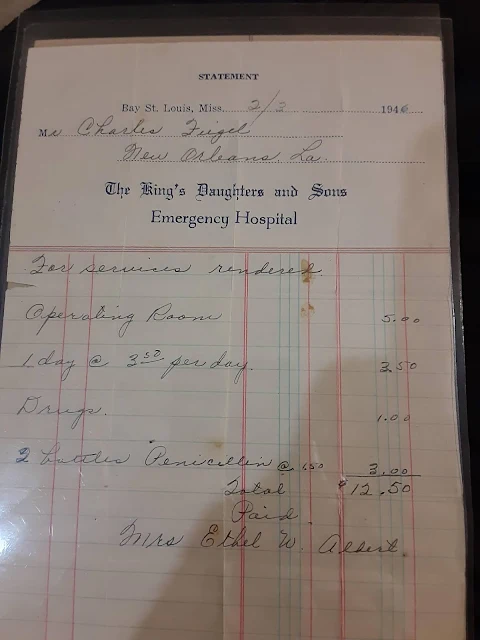 STATEMENT
Bay St. Louis, Miss. 2/3 1946
Mr Charles Feigel
New Orleans, La.
The King's Daughters and Sons
Emergency Hospital
For services rendered.
Operating Room 5.00
1 day @ 3.50 per day. 3.50
Drugs. 1.00
2 bottles Penicillin @ 1.50 3.00
Total $12.50
Paid
Mrs Ethel W.